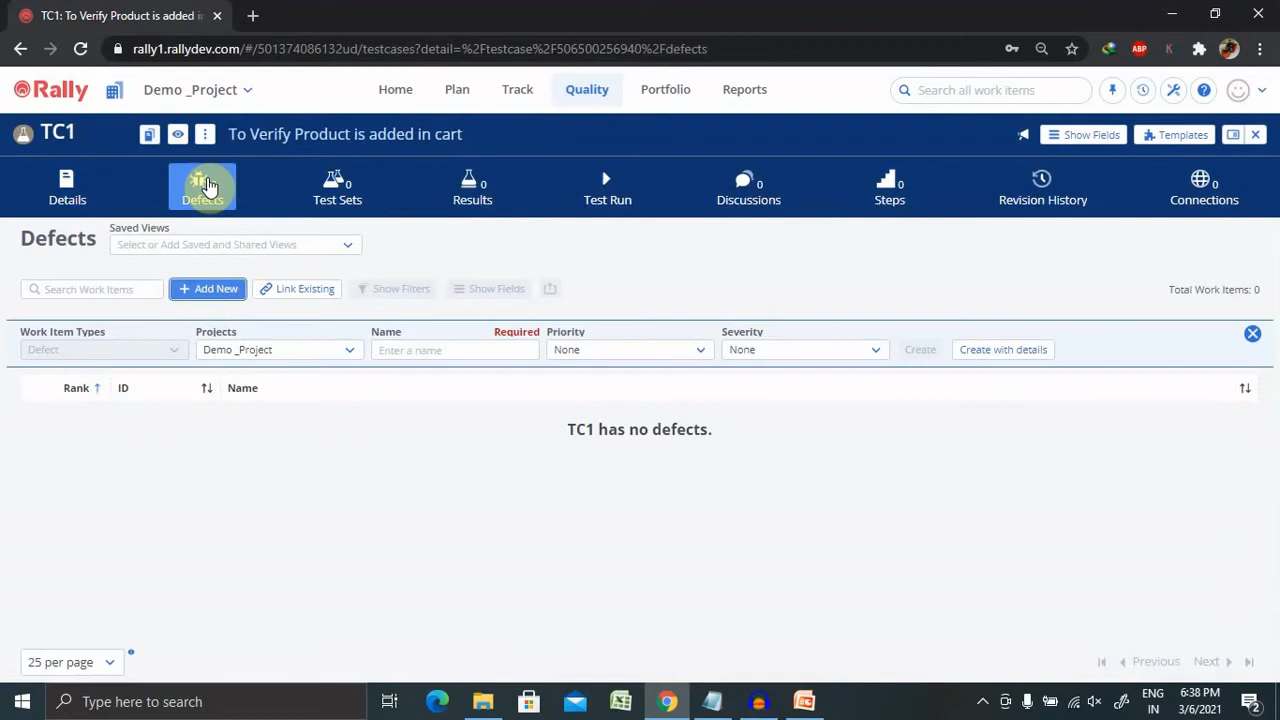 TC1: To Verify Product is added in
rally1.rallydev.com/#/501374086132ud/testcases?detail=%2Ftestcase%2F506500256940%2Fdefects
ABP
K
Rally
Demo _Project
Home
Plan
Track
Quality
Portfolio
Reports
Search all work items
TC1
To Verify Product is added in cart
Show Fields
Templates
Details
Defects
0
Test Sets
0
Results
Test Run
0
Discussions
0
Steps
Revision History
0
Connections
Defects
Saved Views
Select or Add Saved and Shared Views
Search Work Items
+ Add New
Link Existing
Show Filters
Show Fields
Total Work Items: 0
Work Item Types
Projects
Name
Required
Priority
Severity
Defect
Demo _Project
Enter a name
None
None
Create
Create with details
Rank
ID
Name
TC1 has no defects.
25 per page
Previous
Next
Type here to search
ENG
IN
6:38 PM
3/6/2021
2